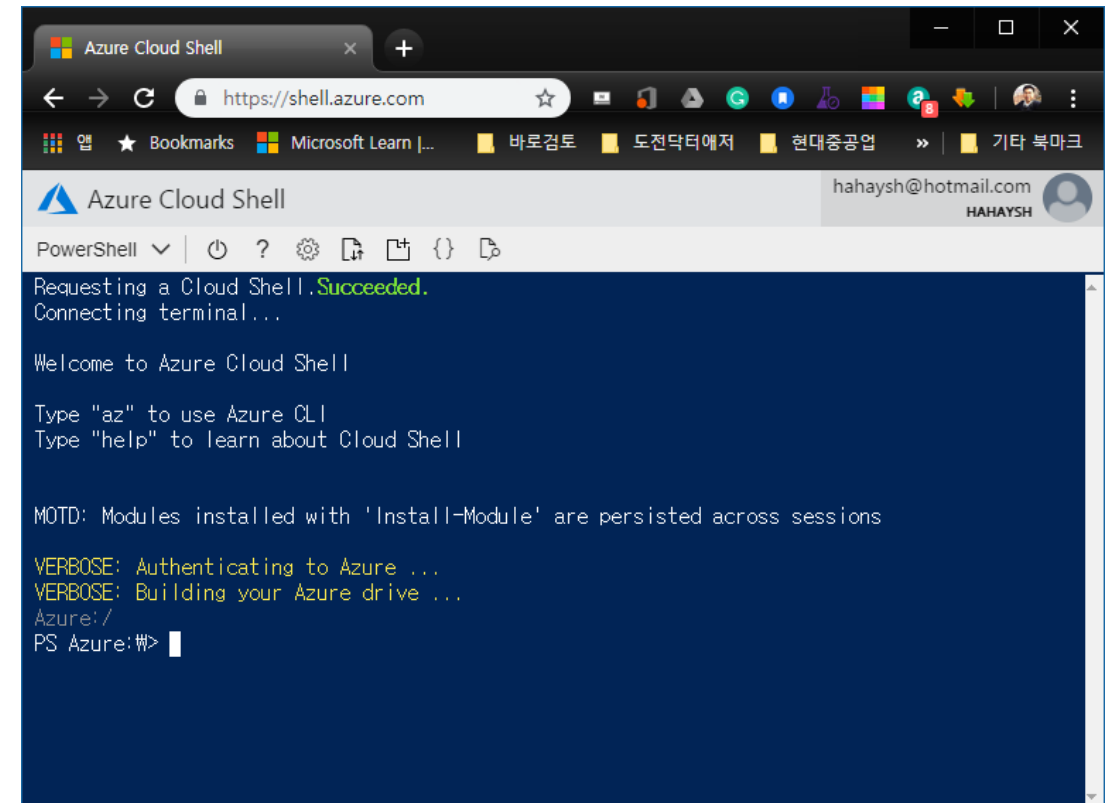 Azure Cloud Shell
https://shell.azure.com
8
앱 Bookmarks Microsoft Learn |... 바로검토 도전닥터애저 현대중공업 » 기타 북마크
Azure Cloud Shell
hahaysh@hotmail.com
HAHAYSH
PowerShell
Requesting a Cloud Shell.Succeeded.
Connecting terminal...
Welcome to Azure Cloud Shell
Type "az" to use Azure CLI
Type "help" to learn about Cloud Shell
MOTD: Modules installed with 'Install-Module' are persisted across sessions
VERBOSE: Authenticating to Azure ...
VERBOSE: Building your Azure drive ...
Azure:/
PS Azure:₩>